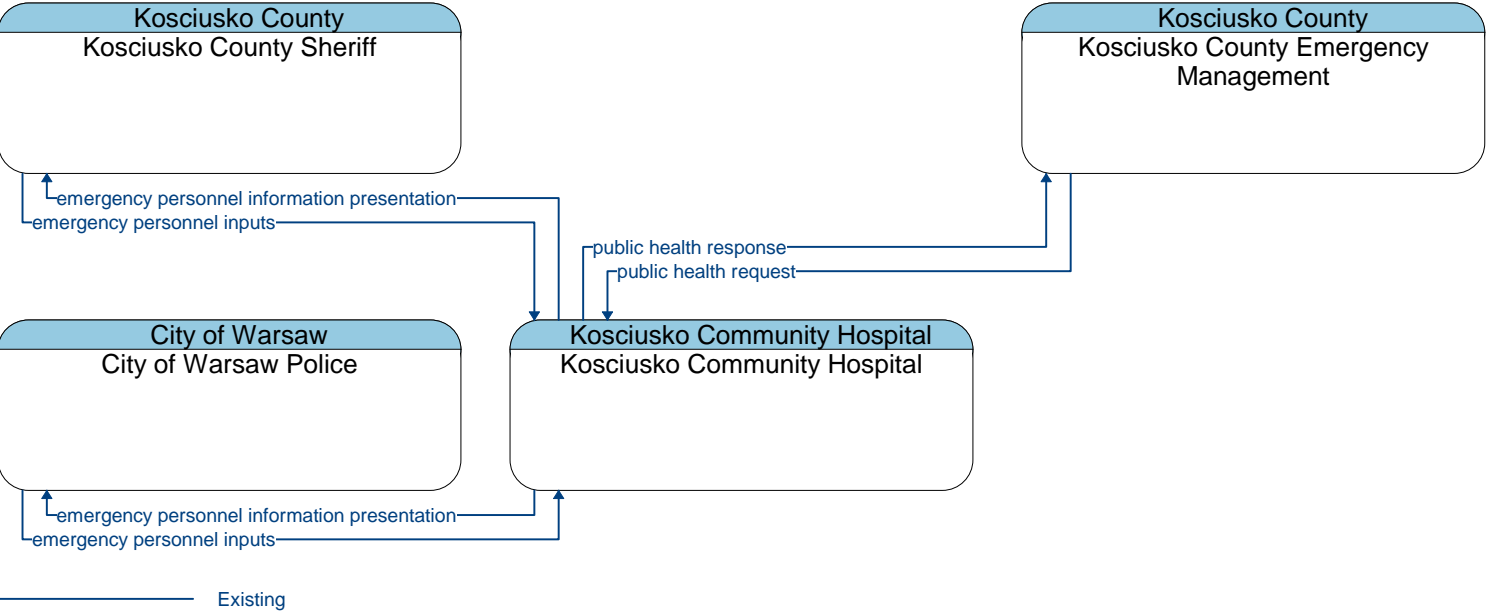 Kosciusko County
Kosciusko County Sheriff
Kosciusko County
Kosciusko County Emergency
Management
emergency personnel information presentation
emergency personnel inputs
public health response
public health request
City of Warsaw
City of Warsaw Police
Kosciusko Community Hospital
Kosciusko Community Hospital
emergency personnel information presentation
emergency personnel inputs
Existing